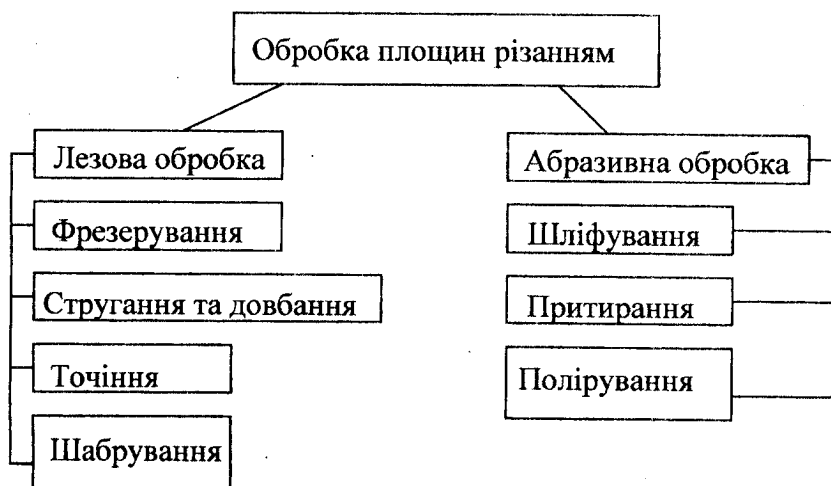 Обробка площин різанням
Лезова обробка
Фрезерування
Стругання та довбання
Точіння
Шабрування
Абразивна обробка
Шліфування
Притирання
Полірування